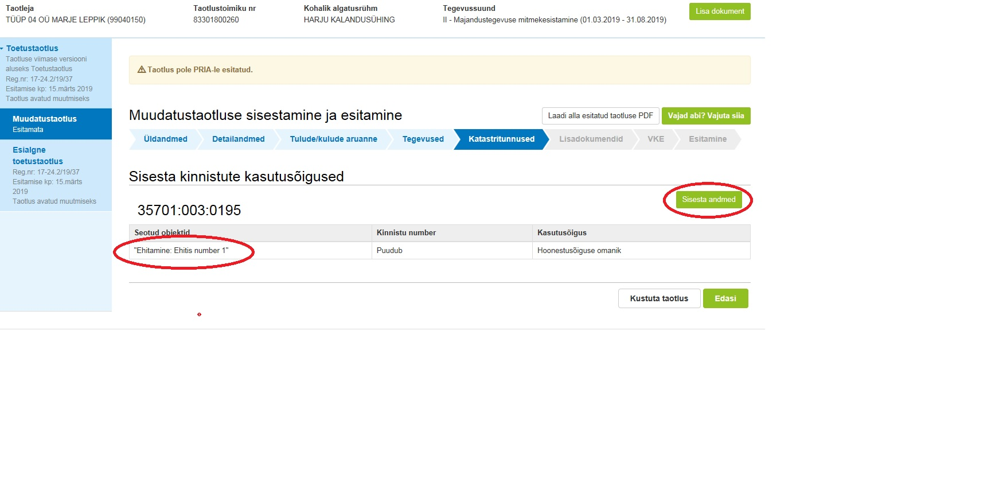 Taotleja
TÜÜP 04 OÜ MARJE LEPPIK (99040150)
Taotlustoimiku nr
83301800260
Kohalik algatusrühm
HARJU KALANDUSÜHING
Tegevussuund
II - Majandustegevuse mitmekesistamine (01.03.2019 - 31.08.2019)
Lisa dokument
Toetustaotlus
Taotluse viimase versiooni
aluseks Toetustaotlus
Reg.nr: 17-24.2/19/37
Esitamise kp: 15.märts 2019
Taotlus avatud muutmiseks
Muudatustaotlus
Esitamata
Esialgne
toetustaotlus
Reg.nr: 17-24.2/19/37
Esitamise kp: 15.märts
2019
Taotlus avatud muutmiseks
Taotlus pole PRIA-le esitatud.
Muudatustaotluse sisestamine ja esitamine
Laadi alla esitatud taotluse PDF
Vajad abi? Vajuta siia
Üldandmed
Detailandmed
Tulude/kulude aruanne
Tegevused
Katastritunnused
Lisadokumendid
VKE
Esitamine
Sisesta kinnistute kasutusõigused
Sisesta andmed
35701:003:0195
Seotud objektid
Kinnistu number
Kasutusõigus
"Ehitamine: Ehitis number 1"
Puudub
Hoonestusõiguse omanik
Kustuta taotlus
Edasi